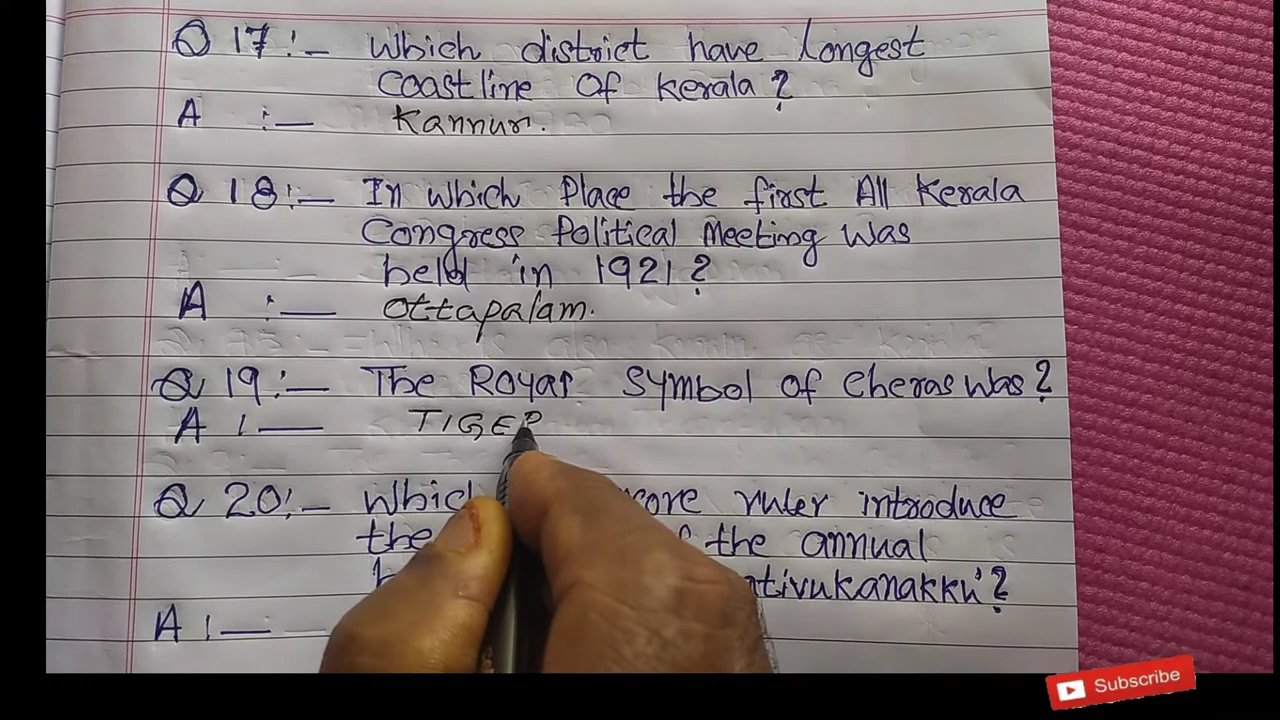 Q 17:- Which district have longest
coastline of Kerala?
A :- Kannur.
Q 18:- In which Place the first All Kerala
Congress Political Meeting was
held in 1921?
A :- Ottapalam.
Q 19:- The Royal Symbol of Cheras was?
A :- TIGER
Q 20:- Which ruler introduce
the the annual
A :-
Subscribe